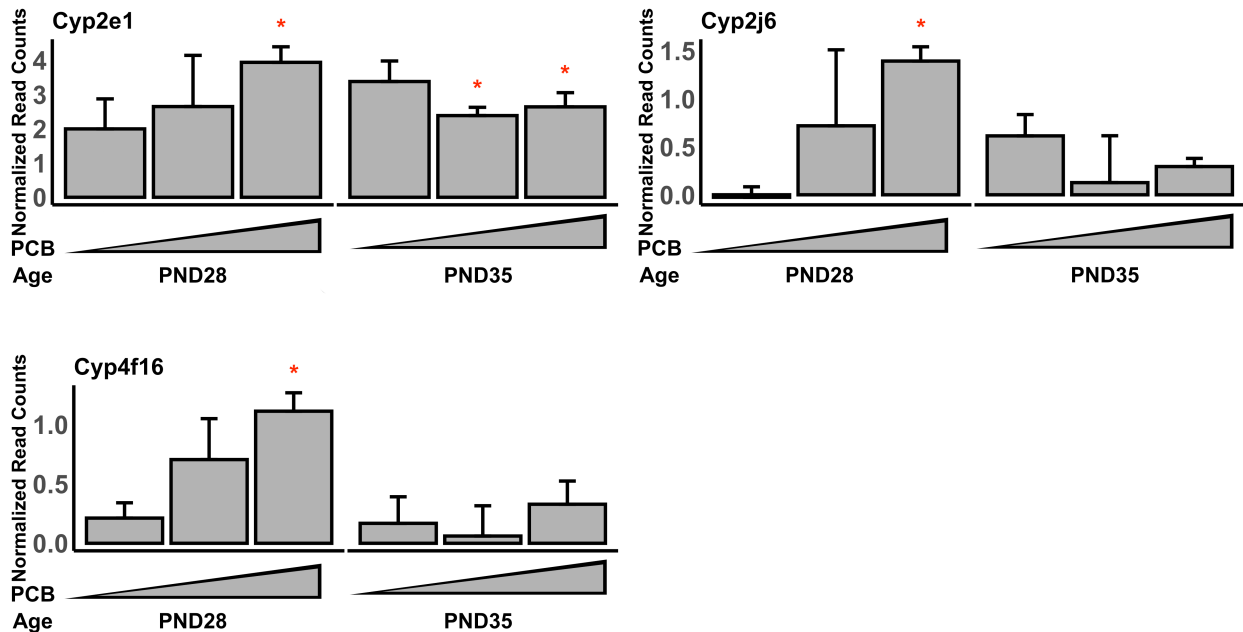 Cyp2e1
*
*
*
Normalized Read Counts
4
3
2
1
0
PCB
Age
PND28
PND35
Cyp2j6
*
Normalized Read Counts
1.5
1.0
0.5
0.0
PCB
Age
PND28
PND35
Cyp4f16
*
Normalized Read Counts
1.0
0.5
0.0
PCB
Age
PND28
PND35